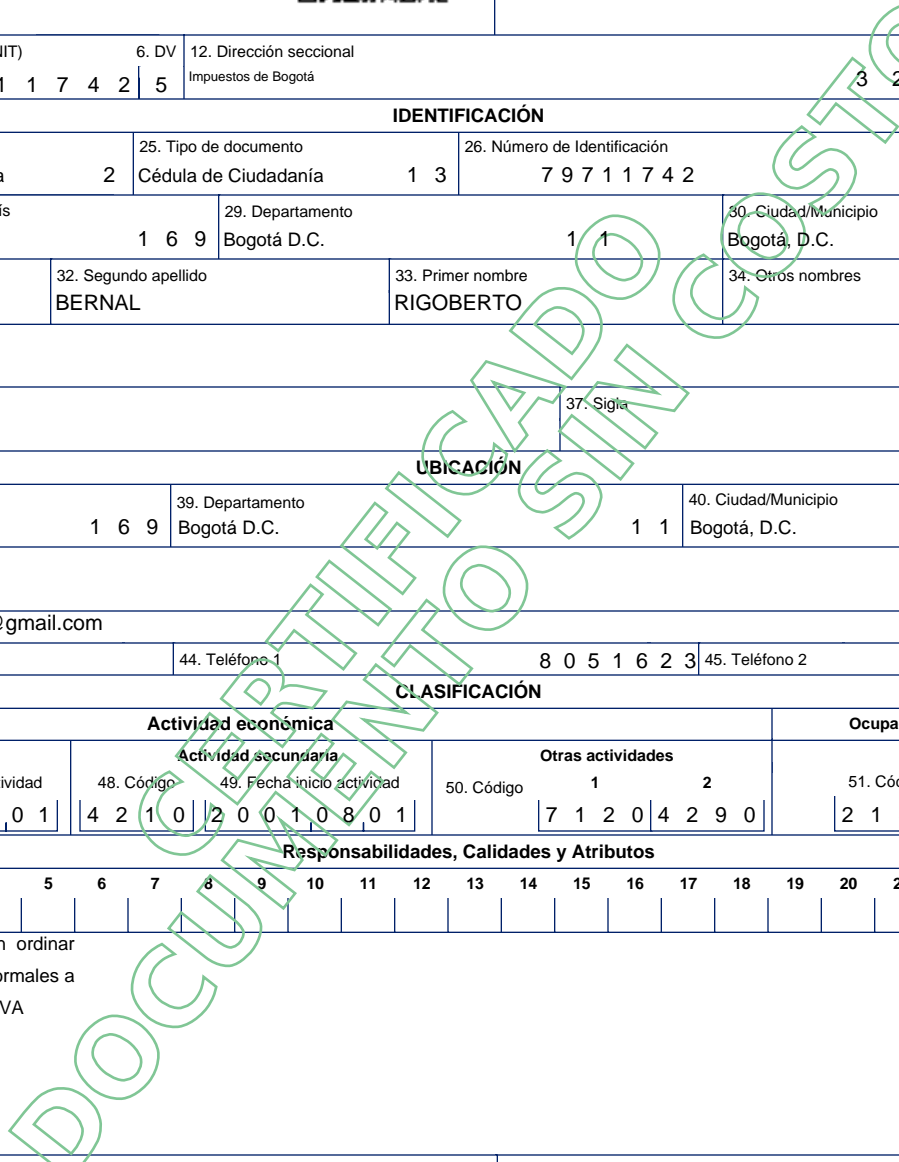 6. DV 12. Dirección seccional
1 1 7 4 2 5 Impuestos de Bogotá 3 2
IDENTIFICACIÓN
25. Tipo de documento 26. Número de Identificación
2 Cédula de Ciudadanía 1 3 7 9 7 1 1 7 4 2
29. Departamento 30. Ciudad/Municipio
1 6 9 Bogotá D.C. 1 1 Bogotá, D.C.
32. Segundo apellido 33. Primer nombre 34. Otros nombres
BERNAL RIGOBERTO
37. Sigla
UBICACIÓN
39. Departamento 40. Ciudad/Municipio
1 6 9 Bogotá D.C. 1 1 Bogotá, D.C.
@gmail.com
44. Teléfono 1 8 0 5 1 6 2 3 45. Teléfono 2
CLASIFICACIÓN
Actividad económica Ocupa
Actividad secundaria Otras actividades
ividad 48. Código 49. Fecha inicio actividad 50. Código 1 2 51. Cód
0 1 4 2 1 0 2 0 0 1 0 8 0 1 7 1 2 0 4 2 9 0 2 1
Responsabilidades, Calidades y Atributos
5 6 7 8 9 10 11 12 13 14 15 16 17 18 19 20 2
n ordinar
ormales a
VA
CERTIFICADO
DOCUMENTO SIN COSTO